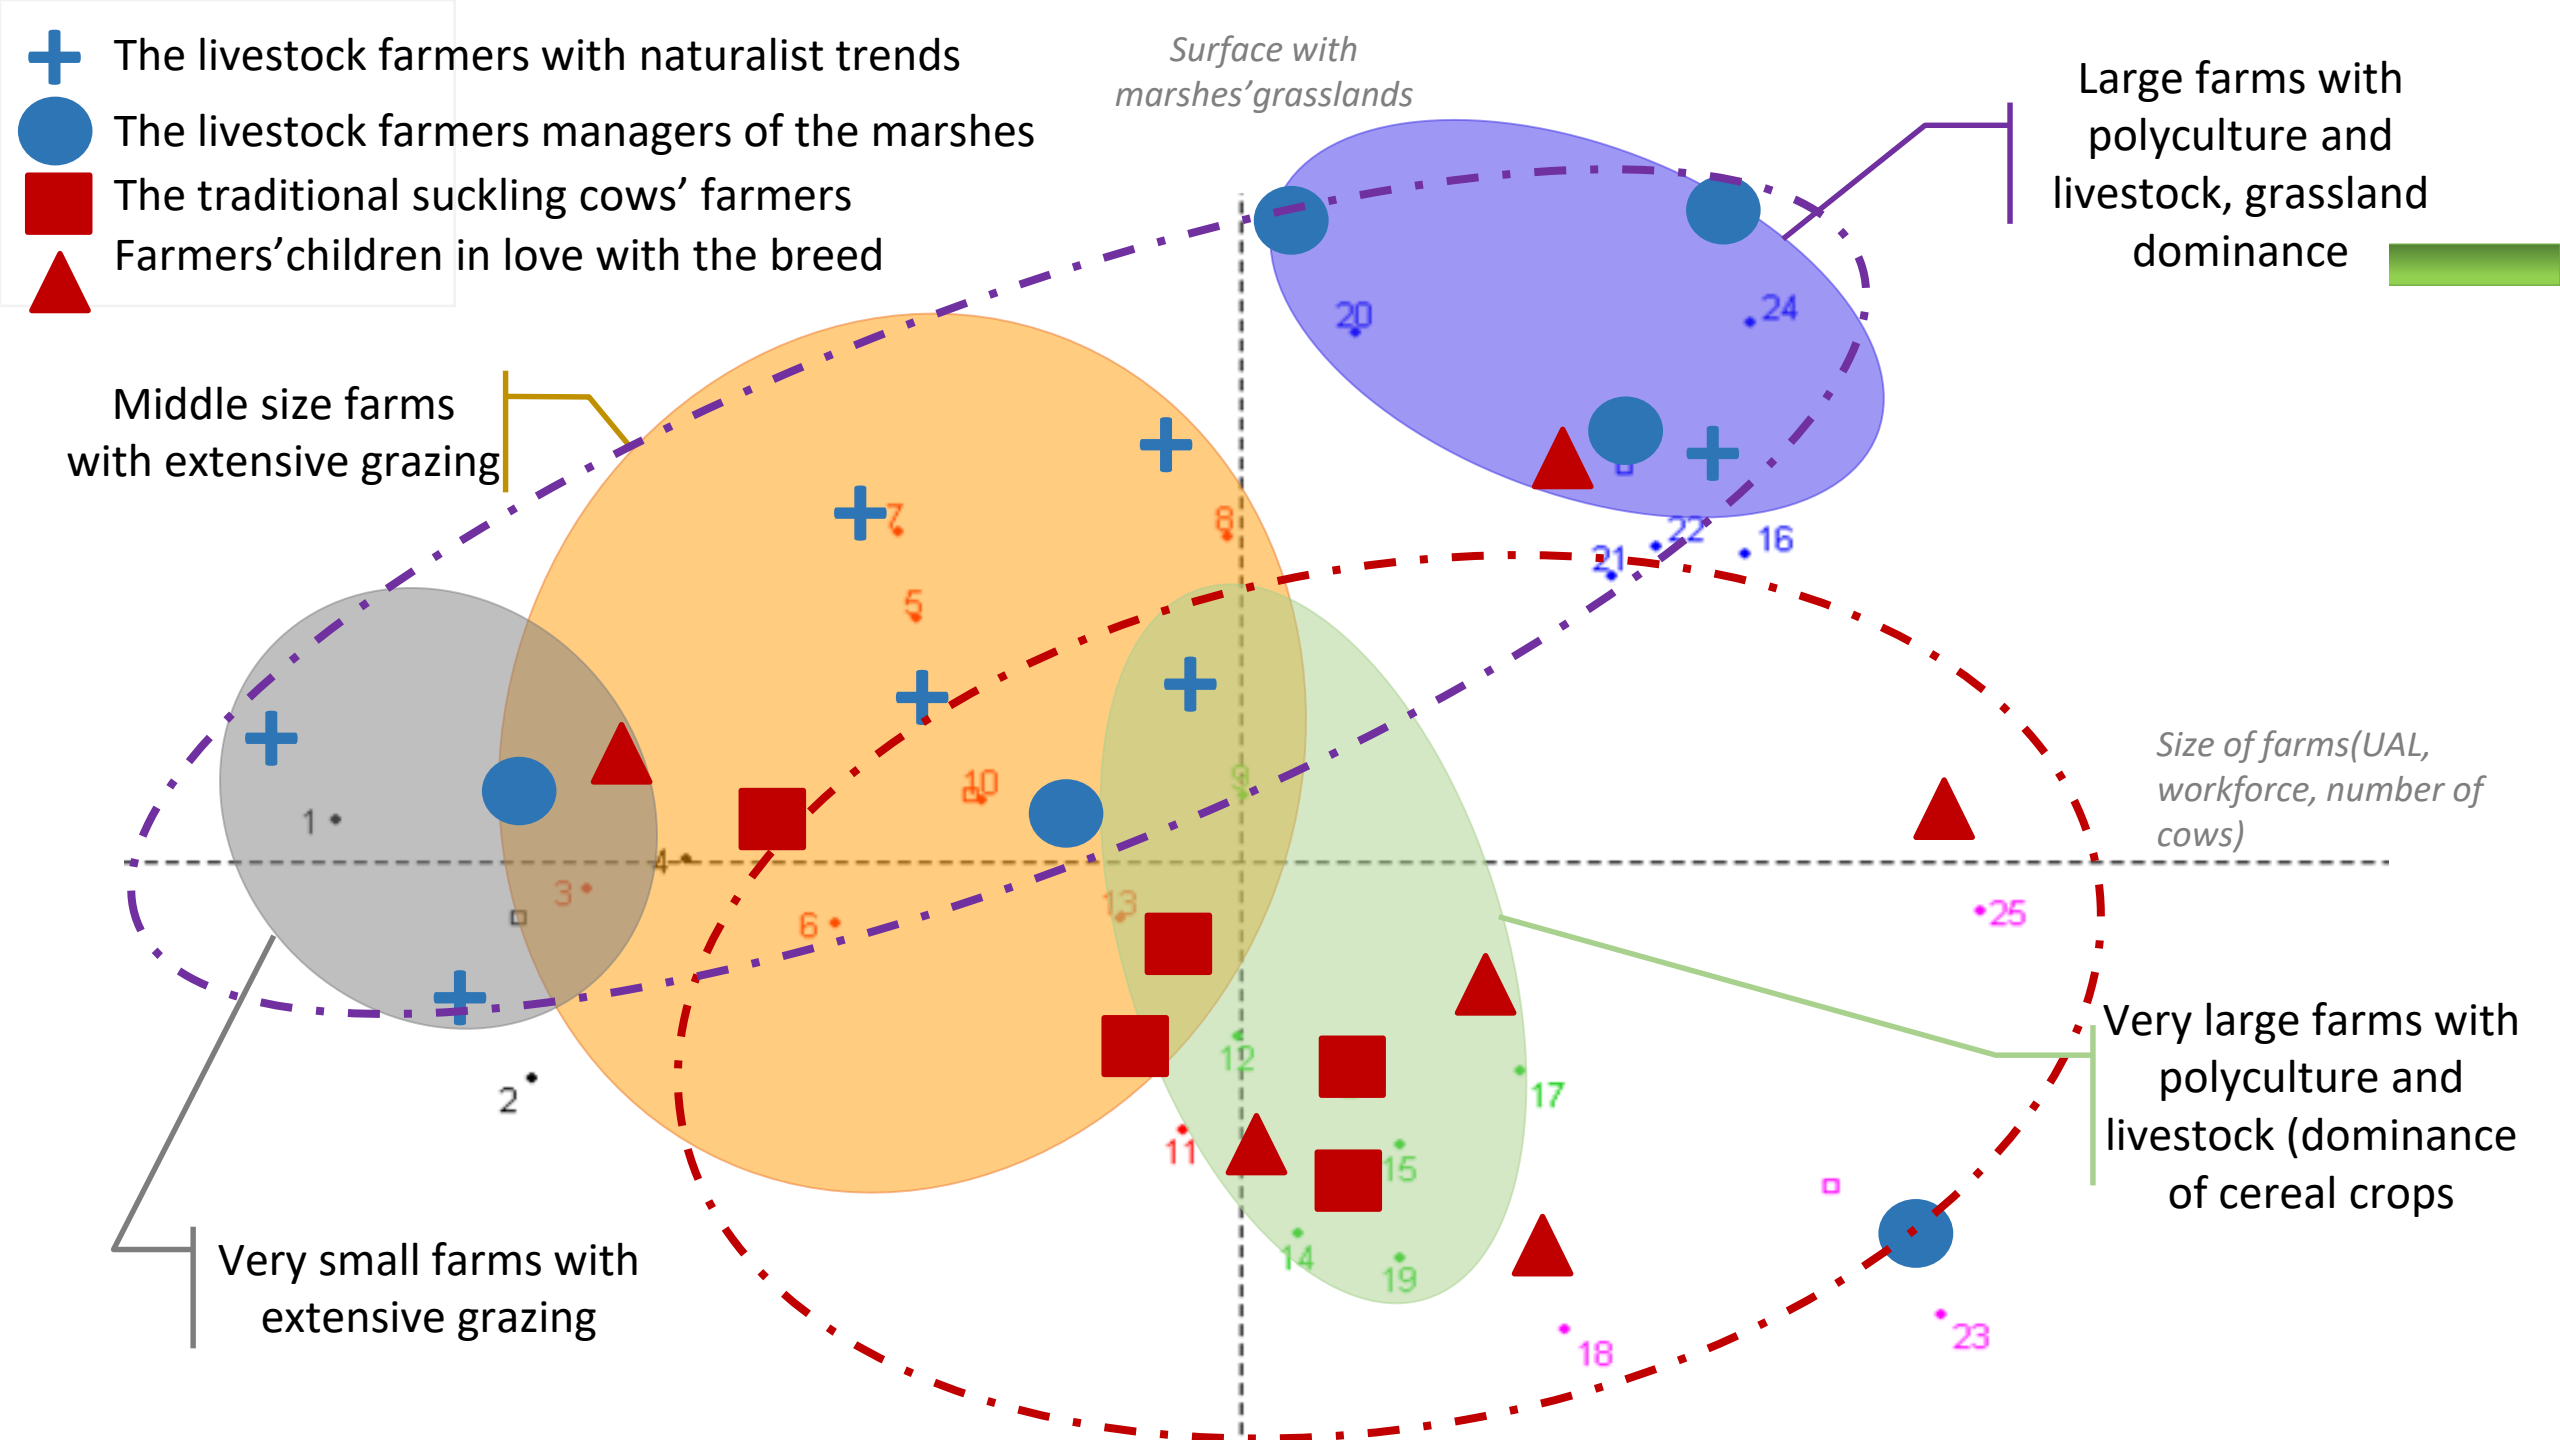 The livestock farmers with naturalist trends
The livestock farmers managers of the marshes
The traditional suckling cows’ farmers
Farmers’children in love with the breed
Surface with
marshes’grasslands
Large farms with
polyculture and
livestock, grassland
dominance
Middle size farms
with extensive grazing
20
24
7
8
22
16
21
5
Size of farms(UAL,
workforce, number of
cows)
9
10
1
4
3
13
6
25
Very large farms with
polyculture and
livestock (dominance
of cereal crops
12
17
2
11
15
14
19
Very small farms with
extensive grazing
18
23